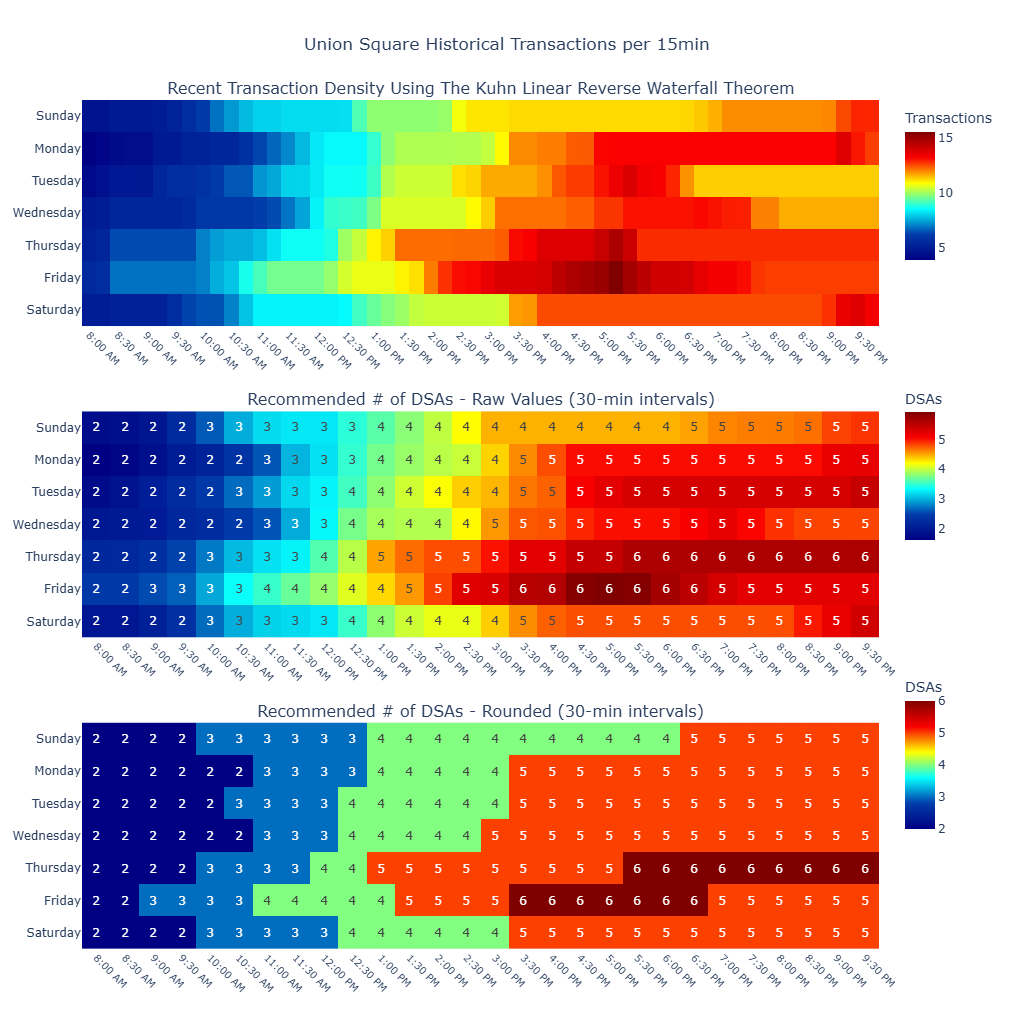 Union Square Historical Transactions per 15min
Recent Transaction Density Using The Kuhn Linear Reverse Waterfall Theorem
Sunday
Monday
Tuesday
Wednesday
Thursday
Friday
Saturday
8:00 AM 8:30 AM 9:00 AM 9:30 AM 10:00 AM 10:30 AM 11:00 AM 11:30 AM 12:00 PM 12:30 PM 1:00 PM 1:30 PM 2:00 PM 2:30 PM 3:00 PM 3:30 PM 4:00 PM 4:30 PM 5:00 PM 5:30 PM 6:00 PM 6:30 PM 7:00 PM 7:30 PM 8:00 PM 8:30 PM 9:00 PM 9:30 PM
Transactions
15
10
5
Recommended # of DSAs - Raw Values (30-min intervals)
Sunday 2 2 2 2 3 3 3 3 3 3 4 4 4 4 4 4 4 4 4 4 4 5 5 5 5 5 5 5
Monday 2 2 2 2 2 2 3 3 3 3 4 4 4 4 4 5 5 5 5 5 5 5 5 5 5 5 5 5
Tuesday 2 2 2 2 2 3 3 3 3 4 4 4 4 4 4 5 5 5 5 5 5 5 5 5 5 5 5 5
Wednesday 2 2 2 2 2 2 3 3 3 4 4 4 4 4 5 5 5 5 5 5 5 5 5 5 5 5 5 5
Thursday 2 2 2 2 3 3 3 3 4 4 5 5 5 5 5 5 5 5 5 6 6 6 6 6 6 6 6 6
Friday 2 2 3 3 3 3 4 4 4 4 4 5 5 5 5 6 6 6 6 6 6 6 5 5 5 5 5 5
Saturday 2 2 2 2 3 3 3 3 3 4 4 4 4 4 4 5 5 5 5 5 5 5 5 5 5 5 5 5
8:00 AM 8:30 AM 9:00 AM 9:30 AM 10:00 AM 10:30 AM 11:00 AM 11:30 AM 12:00 PM 12:30 PM 1:00 PM 1:30 PM 2:00 PM 2:30 PM 3:00 PM 3:30 PM 4:00 PM 4:30 PM 5:00 PM 5:30 PM 6:00 PM 6:30 PM 7:00 PM 7:30 PM 8:00 PM 8:30 PM 9:00 PM 9:30 PM
DSAs
5
4
3
2
Recommended # of DSAs - Rounded (30-min intervals)
Sunday 2 2 2 2 3 3 3 3 3 3 4 4 4 4 4 4 4 4 4 4 4 5 5 5 5 5 5 5
Monday 2 2 2 2 2 2 3 3 3 3 4 4 4 4 4 5 5 5 5 5 5 5 5 5 5 5 5 5
Tuesday 2 2 2 2 2 3 3 3 3 4 4 4 4 4 4 5 5 5 5 5 5 5 5 5 5 5 5 5
Wednesday 2 2 2 2 2 2 3 3 3 4 4 4 4 4 5 5 5 5 5 5 5 5 5 5 5 5 5 5
Thursday 2 2 2 2 3 3 3 3 4 4 5 5 5 5 5 5 5 5 5 6 6 6 6 6 6 6 6 6
Friday 2 2 3 3 3 3 4 4 4 4 4 5 5 5 5 6 6 6 6 6 6 6 5 5 5 5 5 5
Saturday 2 2 2 2 3 3 3 3 3 4 4 4 4 4 4 5 5 5 5 5 5 5 5 5 5 5 5 5
8:00 AM 8:30 AM 9:00 AM 9:30 AM 10:00 AM 10:30 AM 11:00 AM 11:30 AM 12:00 PM 12:30 PM 1:00 PM 1:30 PM 2:00 PM 2:30 PM 3:00 PM 3:30 PM 4:00 PM 4:30 PM 5:00 PM 5:30 PM 6:00 PM 6:30 PM 7:00 PM 7:30 PM 8:00 PM 8:30 PM 9:00 PM 9:30 PM
DSAs
6
5
4
3
2